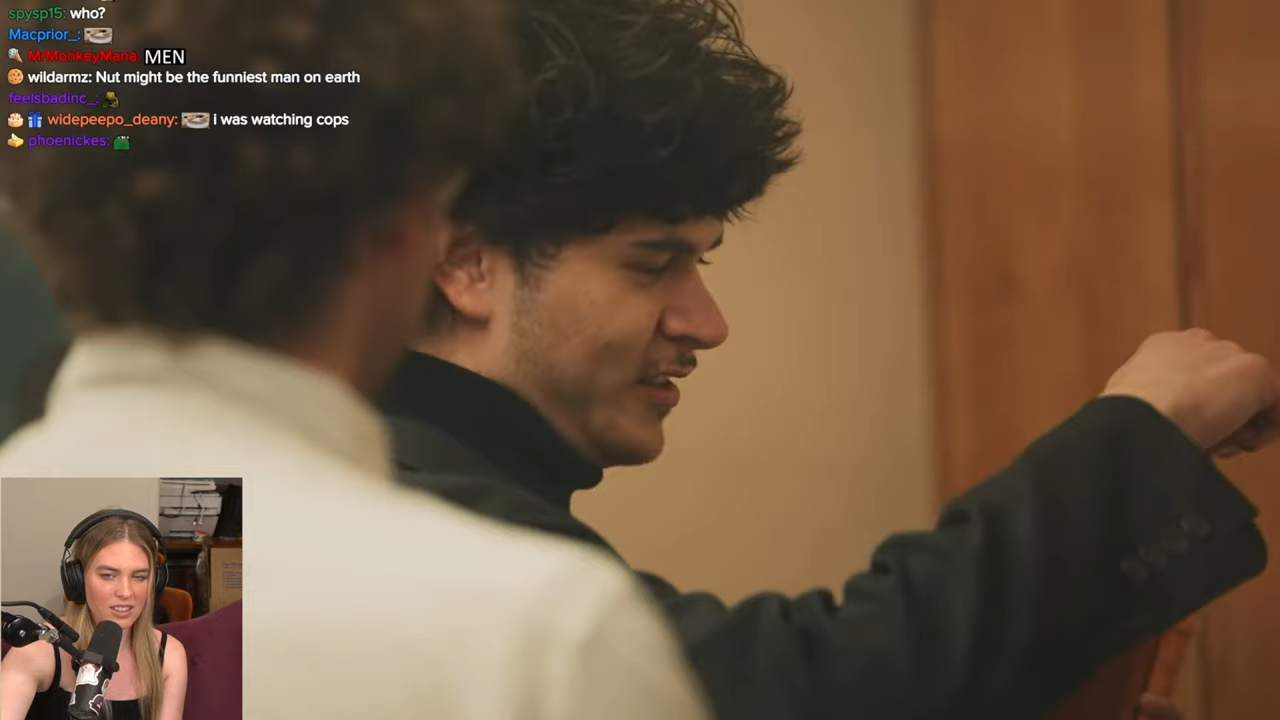 spysp15: who?
Macprior_:
MrMonkeyMana: MEN
wildarmz: Nut might be the funniest man on earth
feelsbadinc_:
widepeepo_deany: i was watching cops
phoenickes: